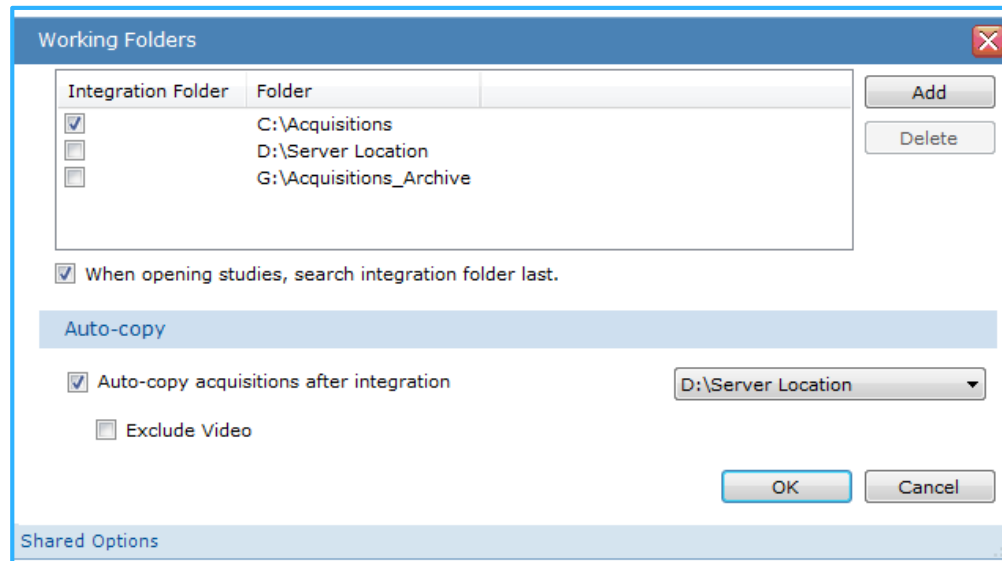 Working Folders
Integration Folder Folder
Add
C:\Acquisitions
D:\Server Location
Delete
G:\Acquisitions_Archive
When opening studies, search integration folder last.
Auto-copy
Auto-copy acquisitions after integration D:\Server Location
Exclude Video
OK Cancel
Shared Options